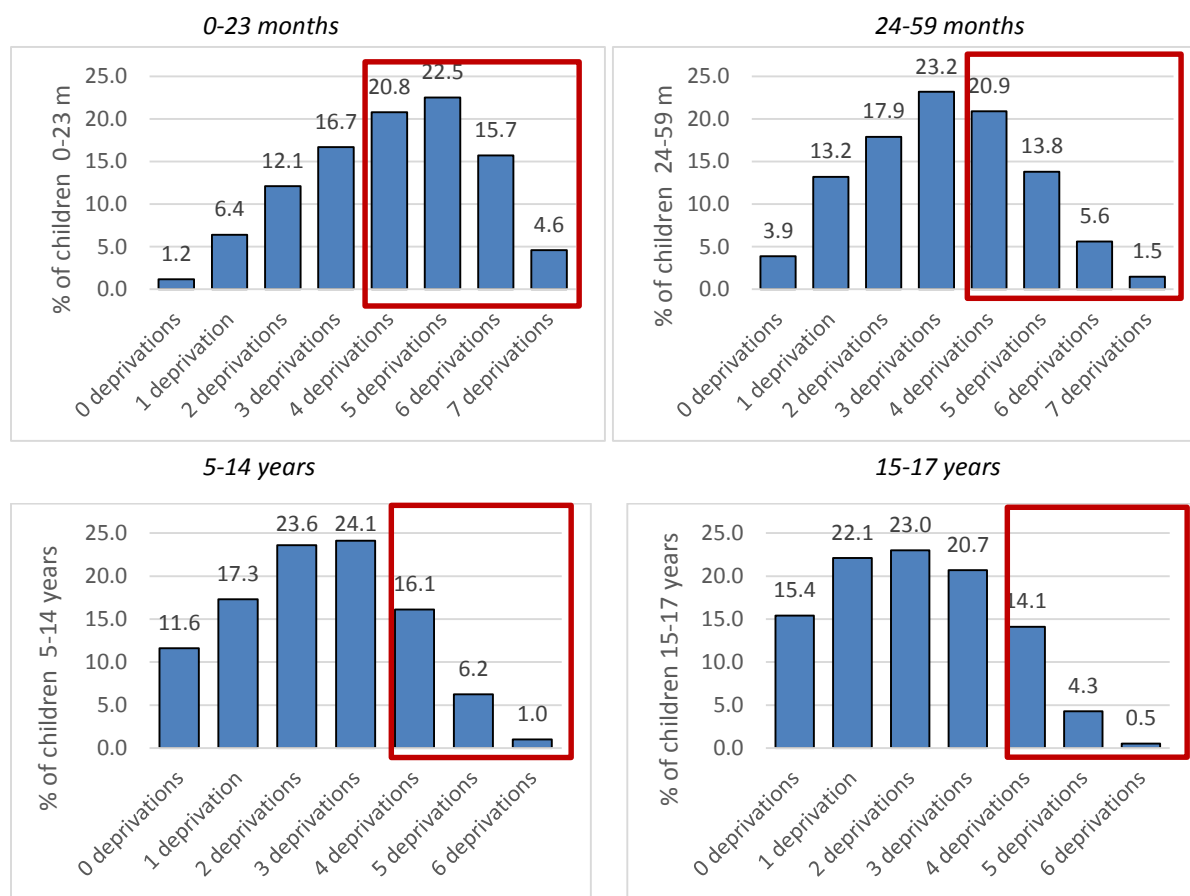 0-23 months
% of children 0-23 m
25.0
20.0
15.0
10.0
5.0
0.0
1.2
6.4
12.1
16.7
20.8
22.5
15.7
4.6
0 deprivations
1 deprivation
2 deprivations
3 deprivations
4 deprivations
5 deprivations
6 deprivations
7 deprivations
24-59 months
% of children 24-59 m
25.0
20.0
15.0
10.0
5.0
0.0
3.9
13.2
17.9
23.2
20.9
13.8
5.6
1.5
0 deprivations
1 deprivation
2 deprivations
3 deprivations
4 deprivations
5 deprivations
6 deprivations
7 deprivations
5-14 years
% of children 5-14 years
25.0
20.0
15.0
10.0
5.0
0.0
11.6
17.3
23.6
24.1
16.1
6.2
1.0
0 deprivations
1 deprivation
2 deprivations
3 deprivations
4 deprivations
5 deprivations
6 deprivations
15-17 years
% of children 15-17 years
25.0
20.0
15.0
10.0
5.0
0.0
15.4
22.1
23.0
20.7
14.1
4.3
0.5
0 deprivations
1 deprivation
2 deprivations
3 deprivations
4 deprivations
5 deprivations
6 deprivations